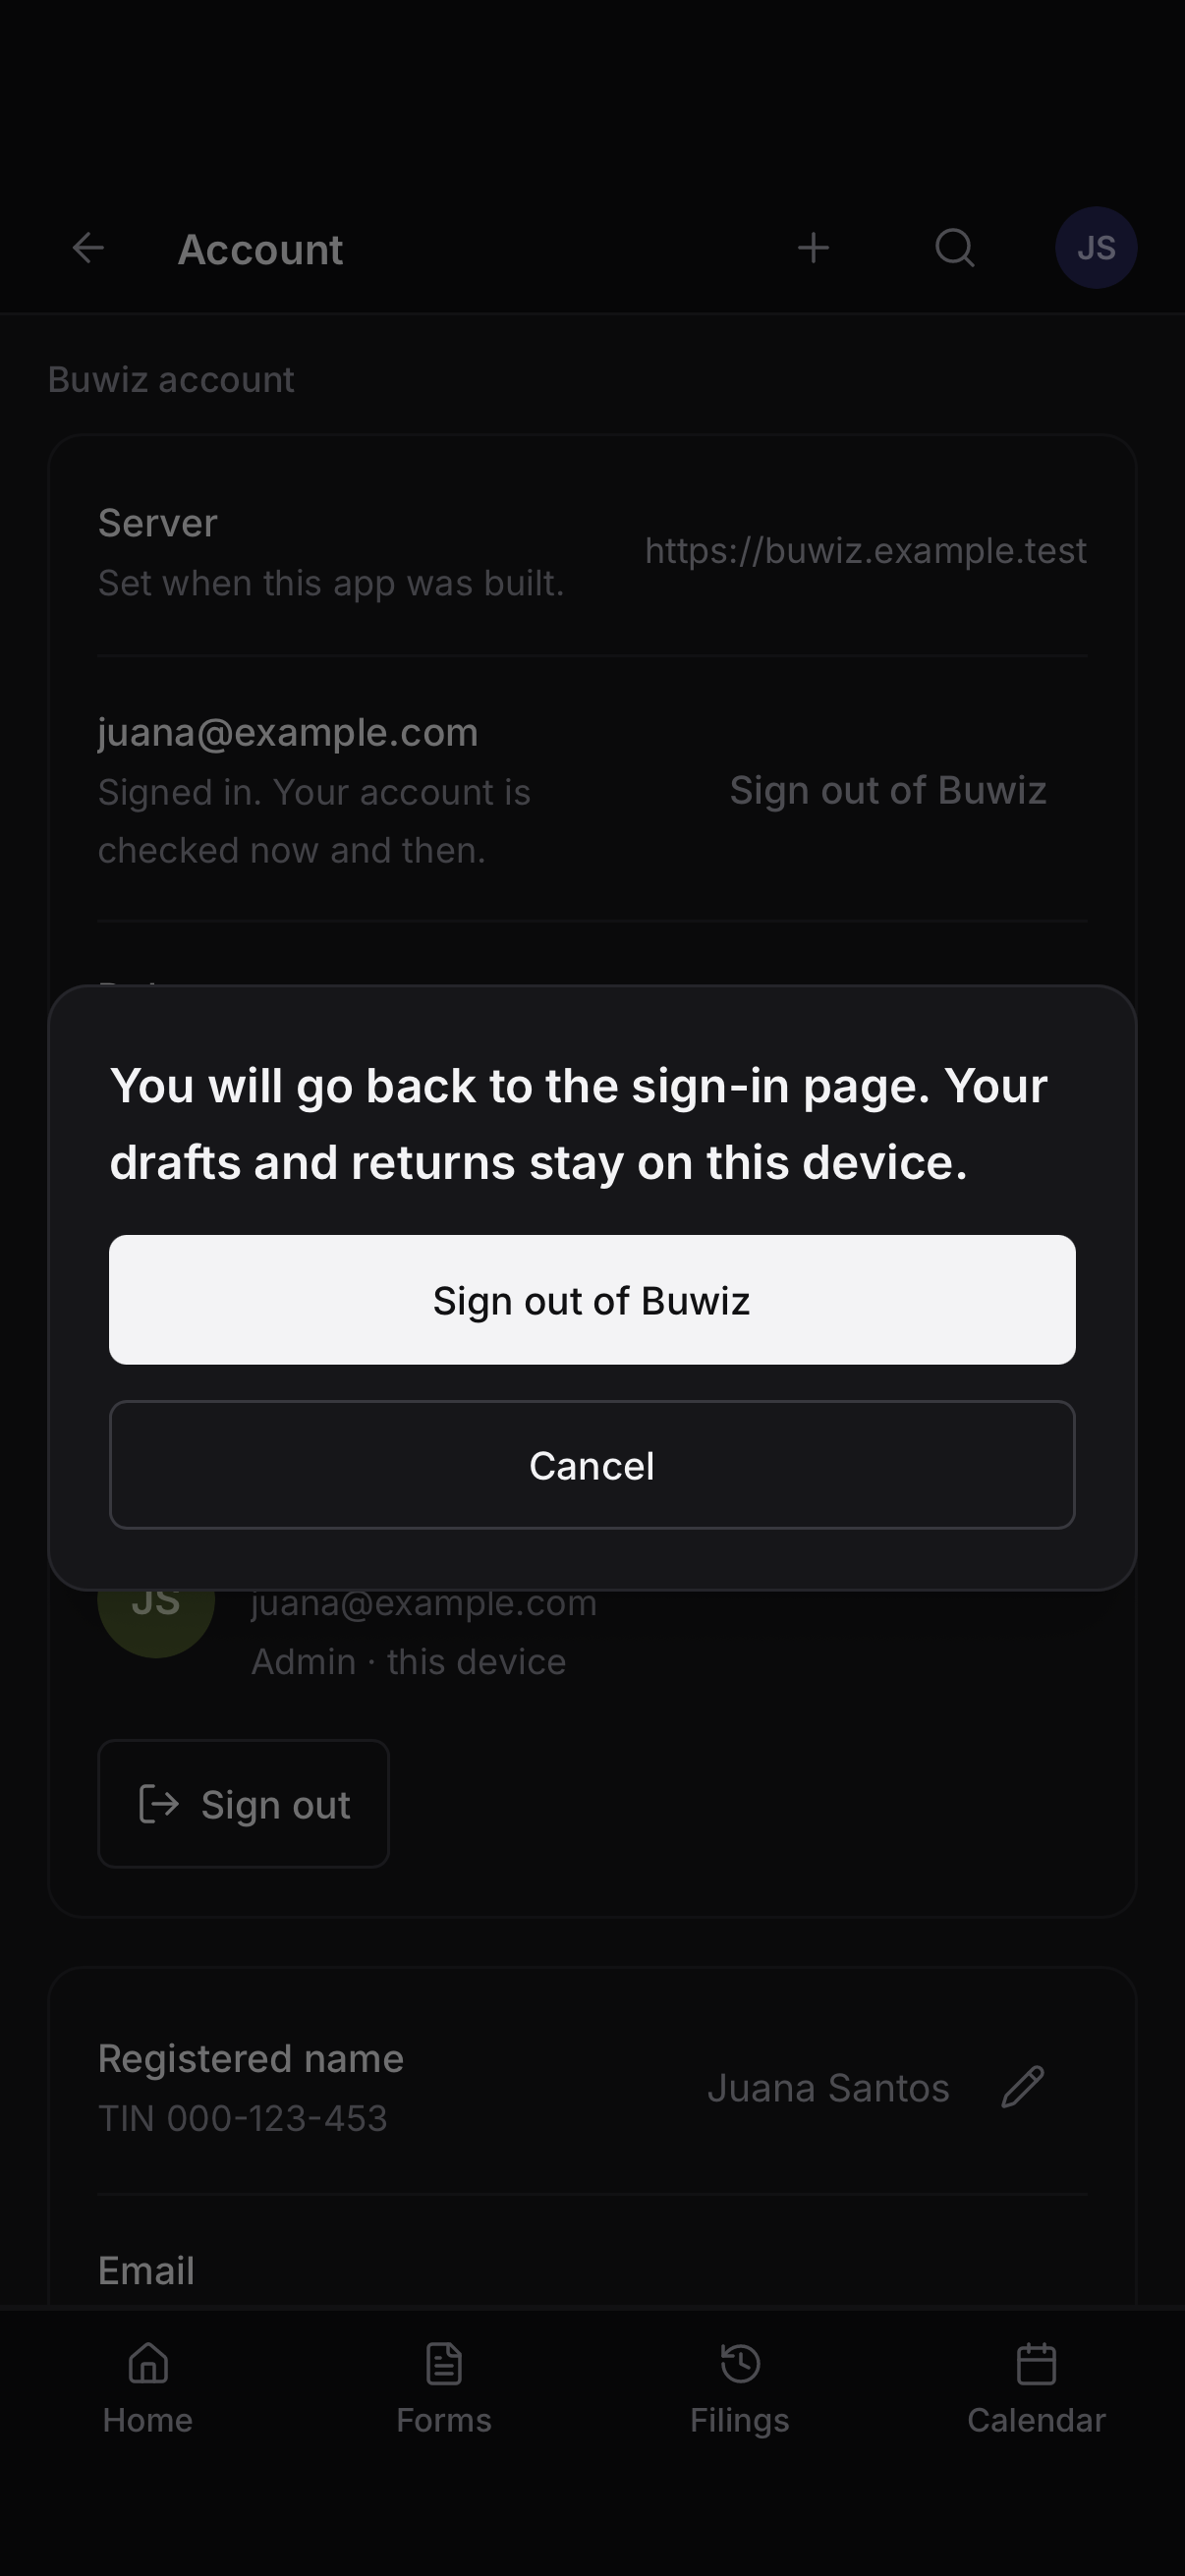 Account
JS
Buwiz account
Server
Set when this app was built.
https://buwiz.example.test
juana@example.com
Signed in. Your account is
checked now and then.
Sign out of Buwiz
You will go back to the sign-in page. Your
drafts and returns stay on this device.
Sign out of Buwiz
Cancel
JS
juana@example.com
Admin · this device
Sign out
Registered name
TIN 000-123-453
Juana Santos
Email
Home
Forms
Filings
Calendar